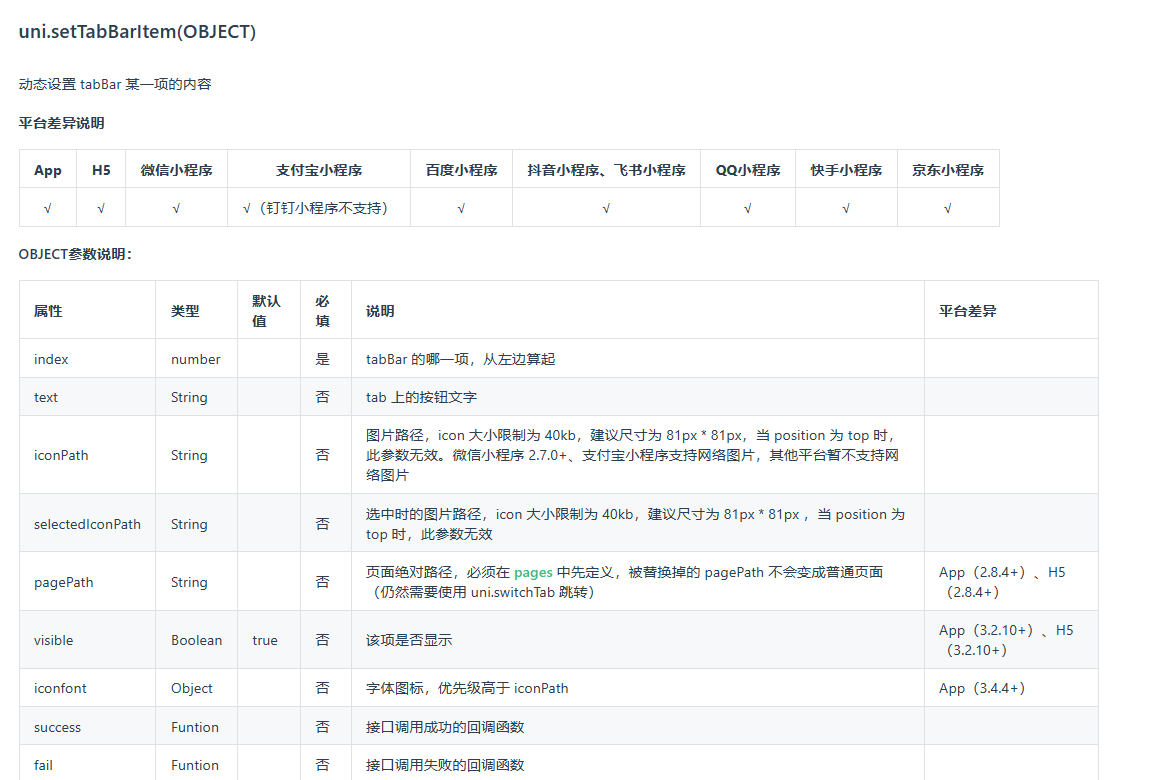 uni.setTabBarItem(OBJECT)
动态设置 tabBar 某一项的内容
平台差异说明
App H5 微信小程序 支付宝小程序 百度小程序 抖音小程序、飞书小程序 QQ小程序 快手小程序 京东小程序
√ √ √ √（钉钉小程序不支持） √ √ √ √ √
OBJECT参数说明：
属性 类型 默认值 必填 说明 平台差异
index number 是 tabBar 的哪一项，从左边算起
text String 否 tab 上的按钮文字
iconPath String 否 图片路径，icon 大小限制为 40kb，建议尺寸为 81px * 81px，当 position 为 top 时，
此参数无效。微信小程序 2.7.0+、支付宝小程序支持网络图片，其他平台暂不支持网
络图片
selectedIconPath String 否 选中时的图片路径，icon 大小限制为 40kb，建议尺寸为 81px * 81px ，当 position 为
top 时，此参数无效
pagePath String 否 页面绝对路径，必须在 pages 中先定义，被替换掉的 pagePath 不会变成普通页面
（仍然需要使用 uni.switchTab 跳转） App（2.8.4+）、H5
（2.8.4+）
visible Boolean true 否 该项是否显示 App（3.2.10+）、H5
（3.2.10+）
iconfont Object 否 字体图标，优先级高于 iconPath App（3.4.4+）
success Funtion 否 接口调用成功的回调函数
fail Funtion 否 接口调用失败的回调函数